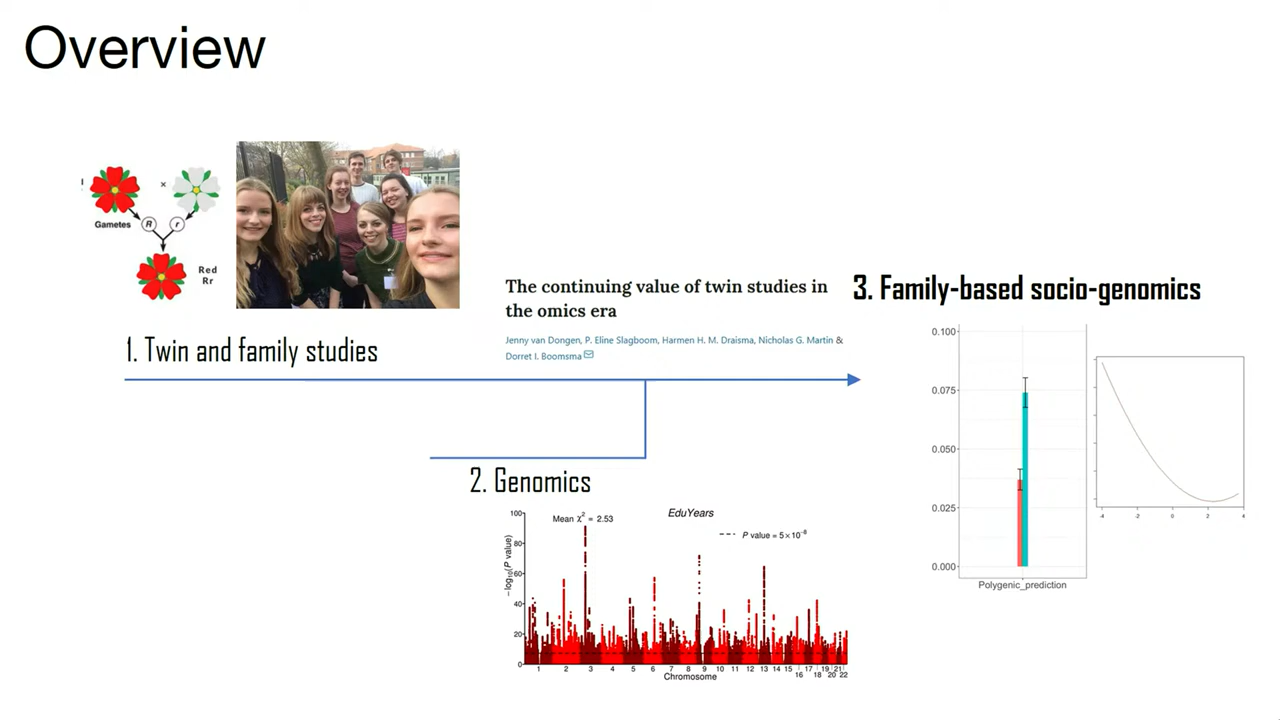 Overview
×
Gametes
R
r
Red
Rr
1. Twin and family studies
The continuing value of twin studies in
the omics era
Jenny van Dongen, P. Eline Slagboom, Harmen H. M. Draisma, Nicholas G. Martin &
Dorret I. Boomsma
2. Genomics
EduYears
Mean χ² = 2.53
P value = 5×10⁻⁸
−log₁₀(P value)
100
80
60
40
20
0
1 2 3 4 5 6 7 8 9 10 11 12 13 14 15 16 17 18 19 20 21 22
Chromosome
3. Family-based socio-genomics
0.100
0.075
0.050
0.025
0.000
Polygenic_prediction
-4 -2 0 2 4